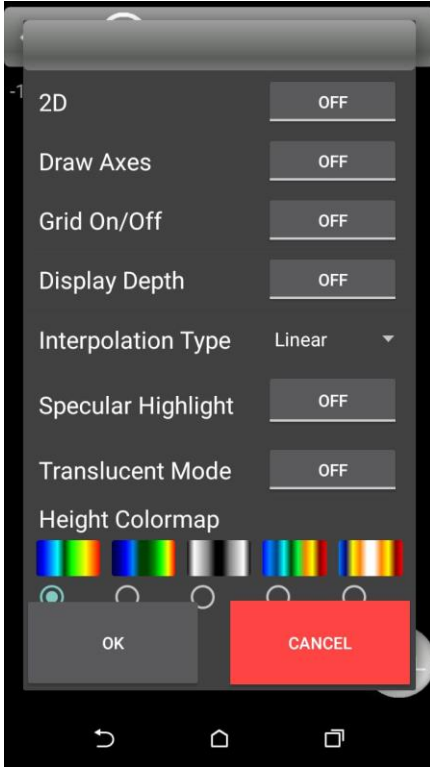 -1
2D OFF
Draw Axes OFF
Grid On/Off OFF
Display Depth OFF
Interpolation Type Linear
Specular Highlight OFF
Translucent Mode OFF
Height Colormap
OK CANCEL